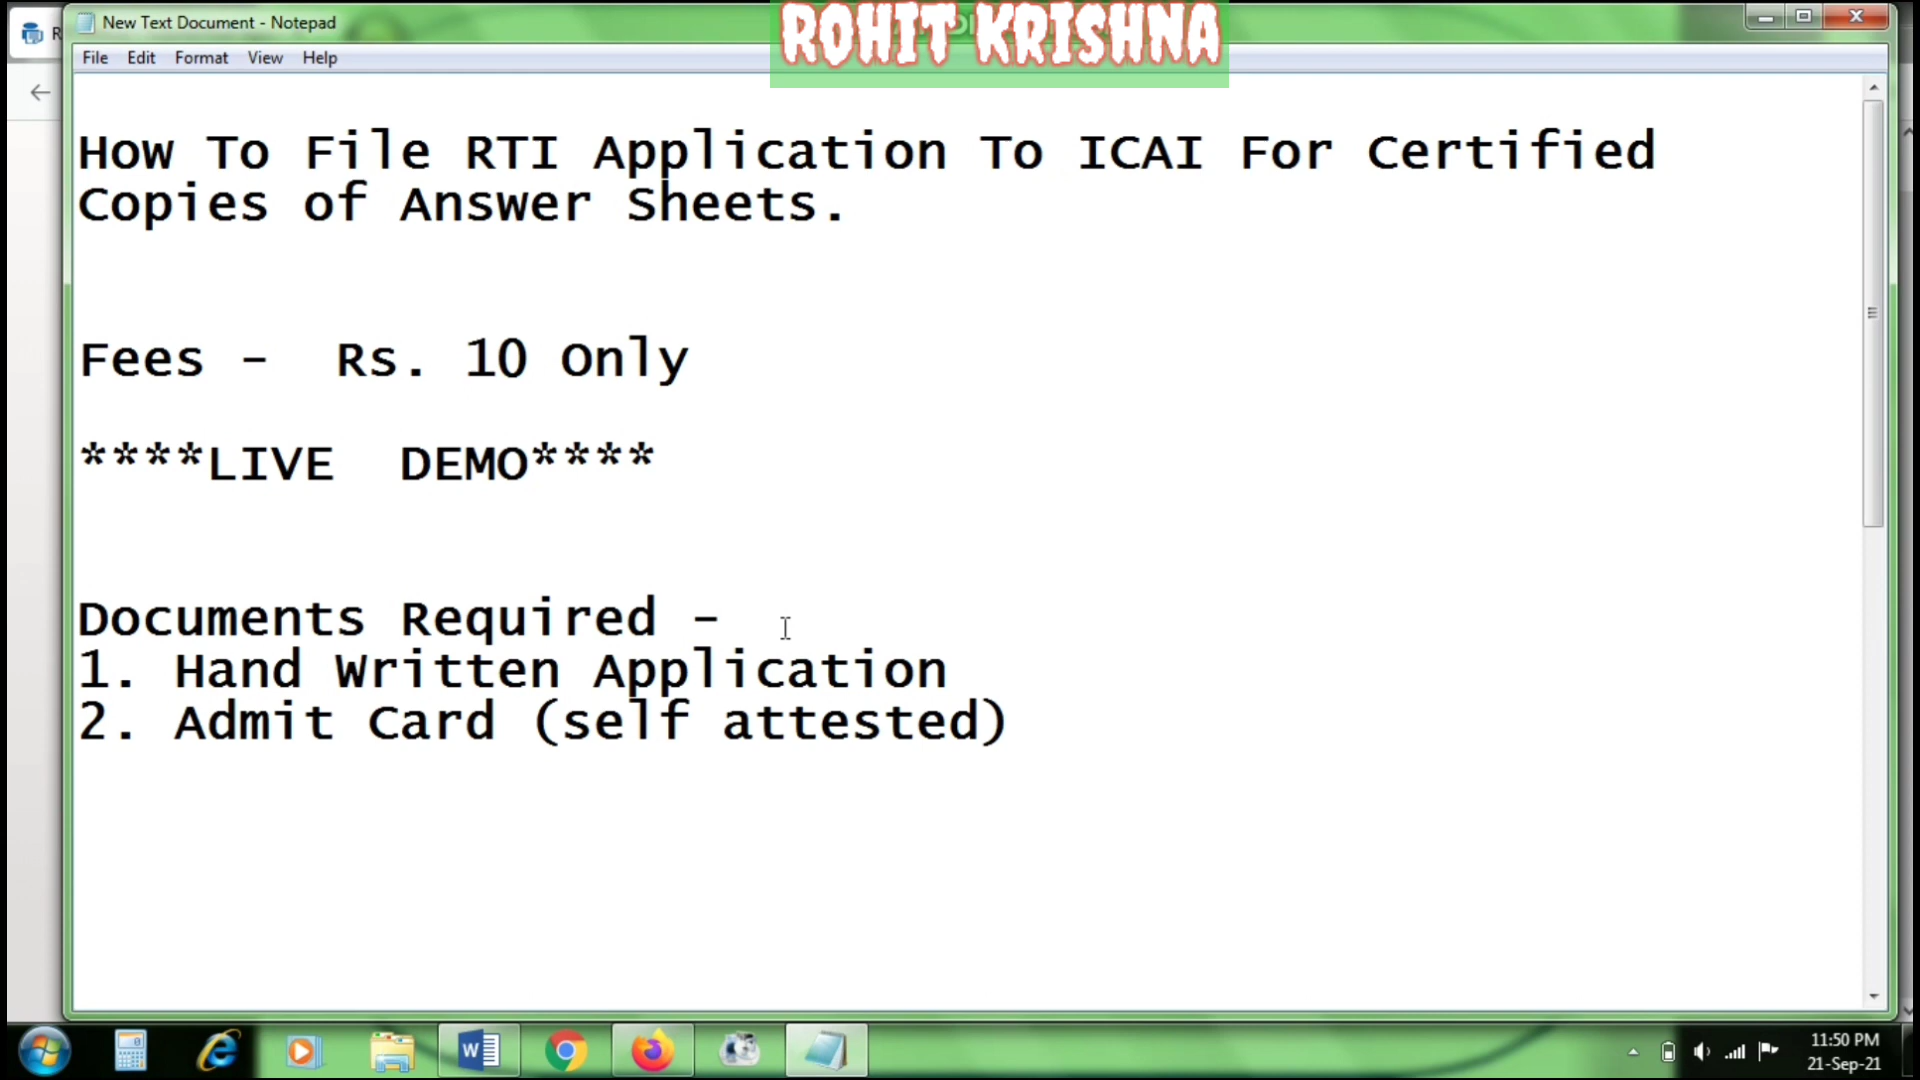 New Text Document - Notepad
ROHIT KRISHNA
File Edit Format View Help
How To File RTI Application To ICAI For Certified
Copies of Answer Sheets.
Fees -  Rs. 10 Only
****LIVE  DEMO****
Documents Required -
1. Hand Written Application
2. Admit Card (self attested)
11:50 PM
21-Sep-21